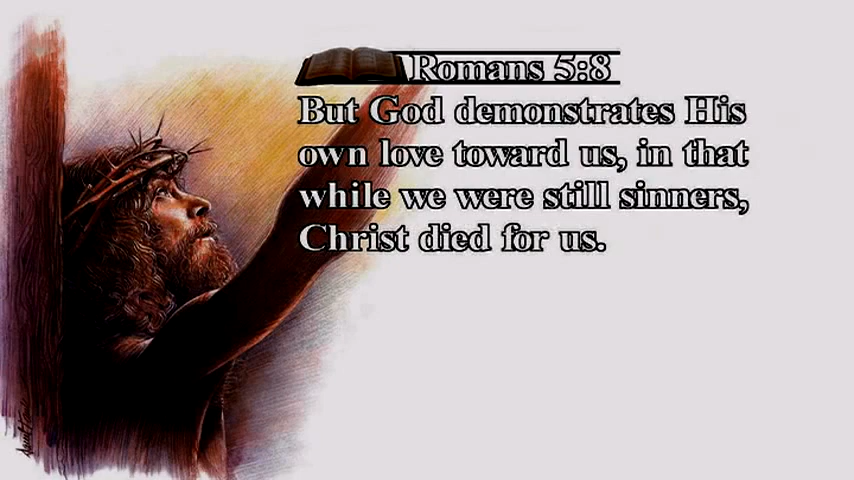 Romans 5:8
But God demonstrates His
own love toward us, in that
while we were still sinners,
Christ died for us.